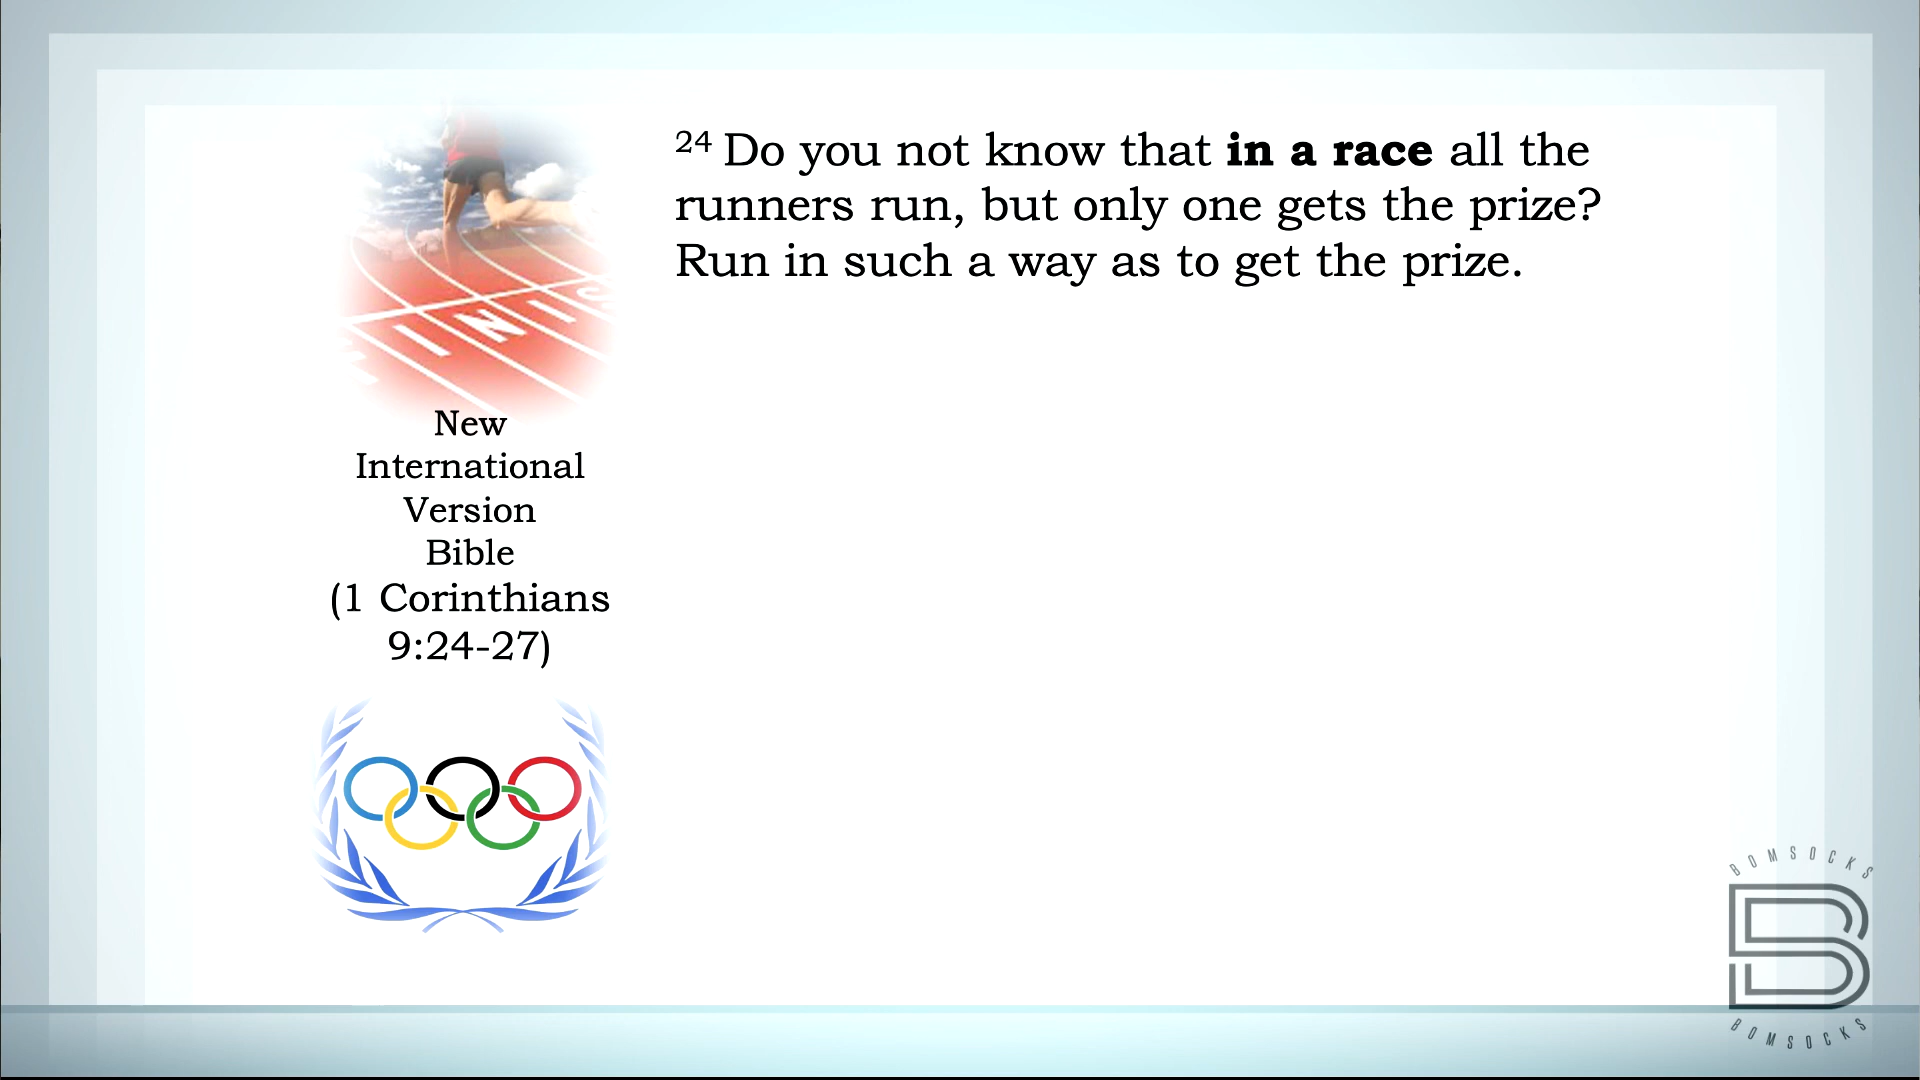 24 Do you not know that in a race all the
runners run, but only one gets the prize?
Run in such a way as to get the prize.
INIS
New
International
Version
Bible
(1 Corinthians
9:24-27)
BOMSOCKS
B
BOMSOCKS